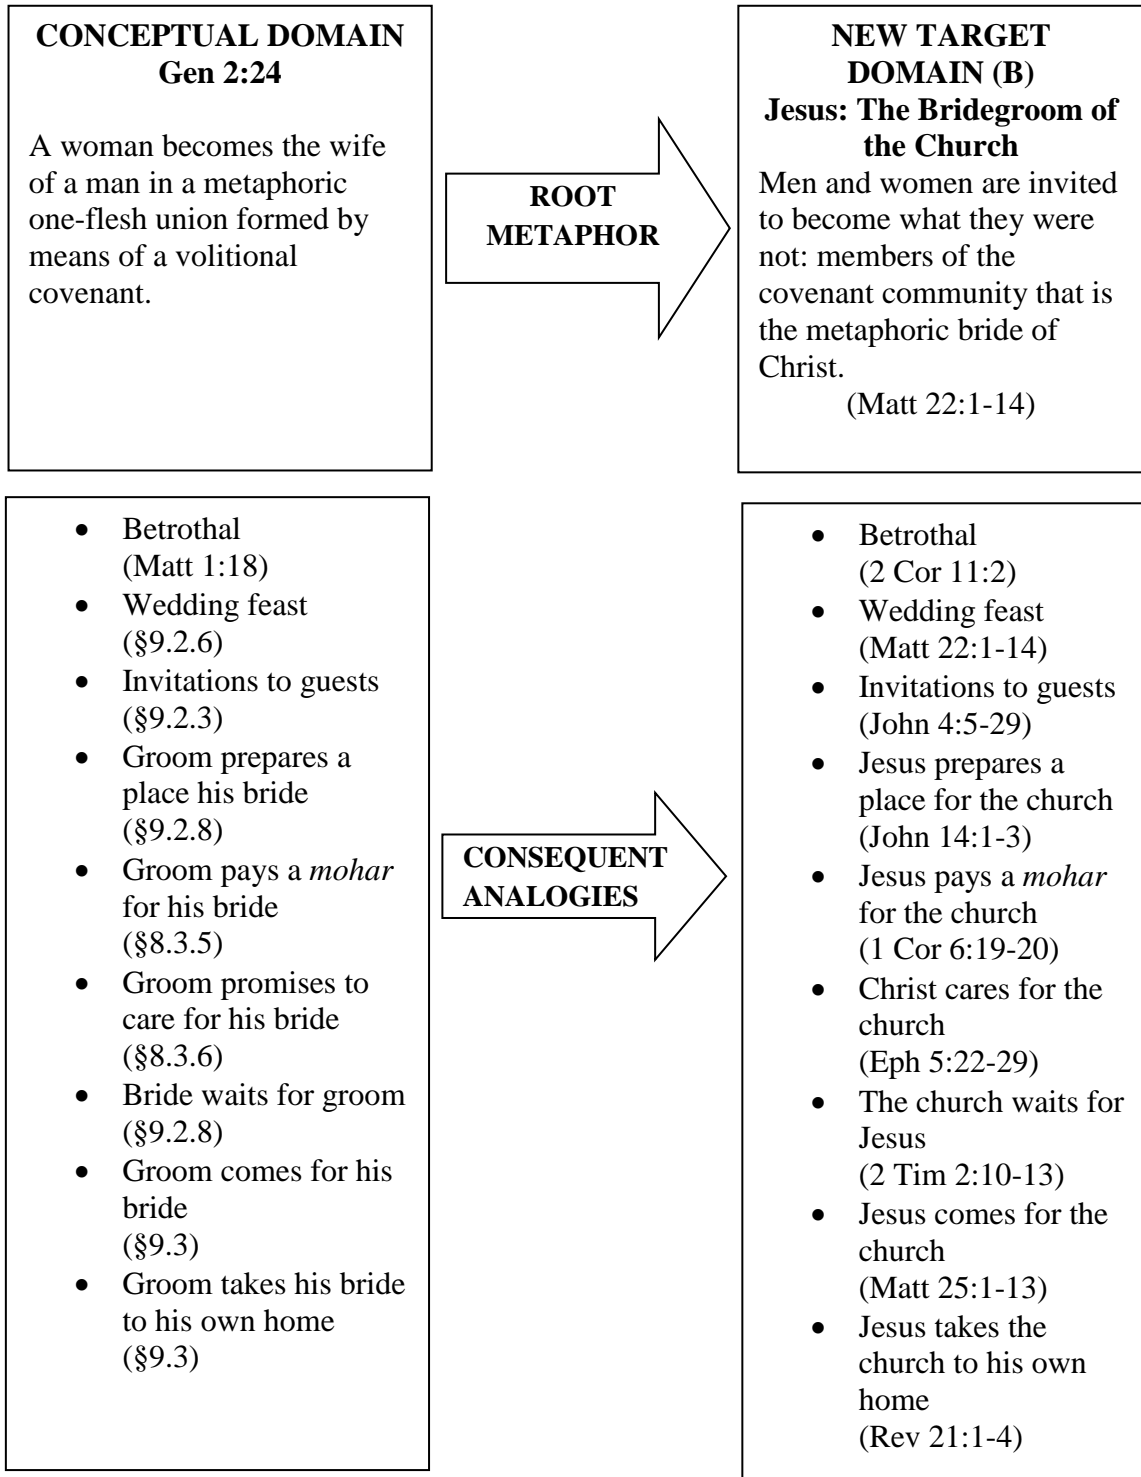 CONCEPTUAL DOMAIN
Gen 2:24
A woman becomes the wife
of a man in a metaphoric
one-flesh union formed by
means of a volitional
covenant.
ROOT
METAPHOR
NEW TARGET
DOMAIN (B)
Jesus: The Bridegroom of
the Church
Men and women are invited
to become what they were
not: members of the
covenant community that is
the metaphoric bride of
Christ.
(Matt 22:1-14)
• Betrothal
(Matt 1:18)
• Wedding feast
(§9.2.6)
• Invitations to guests
(§9.2.3)
• Groom prepares a
place his bride
(§9.2.8)
• Groom pays a mohar
for his bride
(§8.3.5)
• Groom promises to
care for his bride
(§8.3.6)
• Bride waits for groom
(§9.2.8)
• Groom comes for his
bride
(§9.3)
• Groom takes his bride
to his own home
(§9.3)
CONSEQUENT
ANALOGIES
• Betrothal
(2 Cor 11:2)
• Wedding feast
(Matt 22:1-14)
• Invitations to guests
(John 4:5-29)
• Jesus prepares a
place for the church
(John 14:1-3)
• Jesus pays a mohar
for the church
(1 Cor 6:19-20)
• Christ cares for the
church
(Eph 5:22-29)
• The church waits for
Jesus
(2 Tim 2:10-13)
• Jesus comes for the
church
(Matt 25:1-13)
• Jesus takes the
church to his own
home
(Rev 21:1-4)